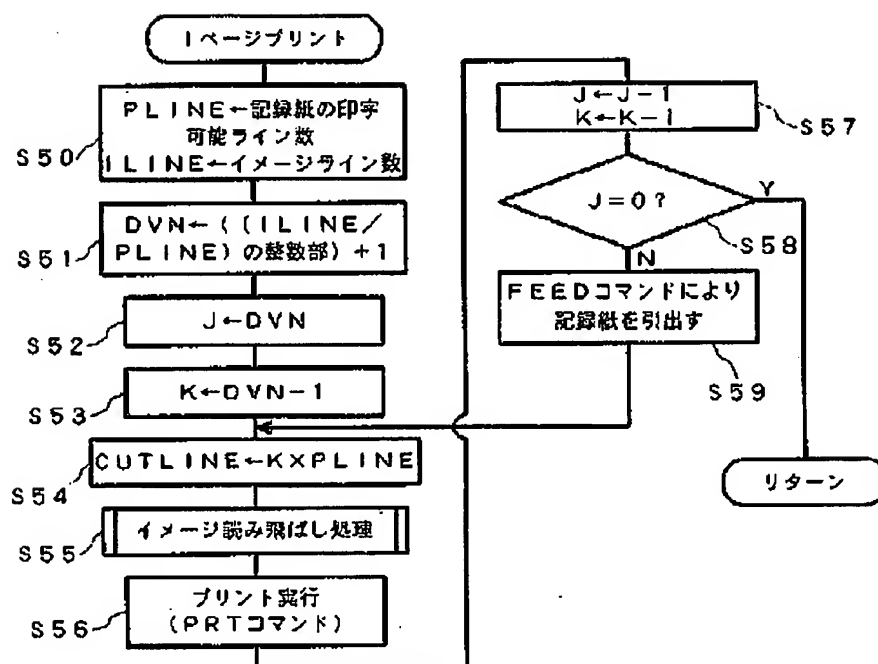 1ページプリント
PLINE←記録紙の印字
可能ライン数
ILINE←イメージライン数
S50
DVN←((ILINE/
PLINE)の整数部)+1
S51
J←DVN
S52
K←DVN-1
S53
CUTLINE←K×PLINE
S54
イメージ読み飛ばし処理
S55
プリント実行
(PRTコマンド)
S56
J←J-1
K←K-1
S57
J=0?
Y
S58
N
FEEDコマンドにより
記録紙を引出す
S59
リターン